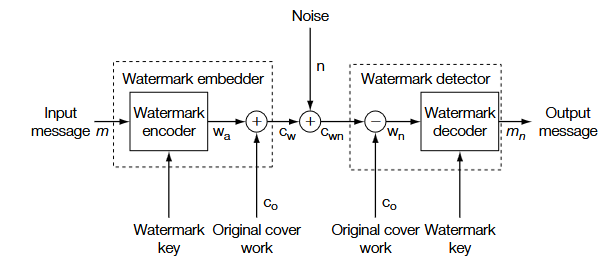 Noise
n
Watermark embedder
Watermark detector
Input
message m
Watermark
encoder
wa
+
cw
+
cwn
−
wn
Watermark
decoder
mn
Output
message
co
co
Watermark
key
Original cover
work
Original cover
work
Watermark
key